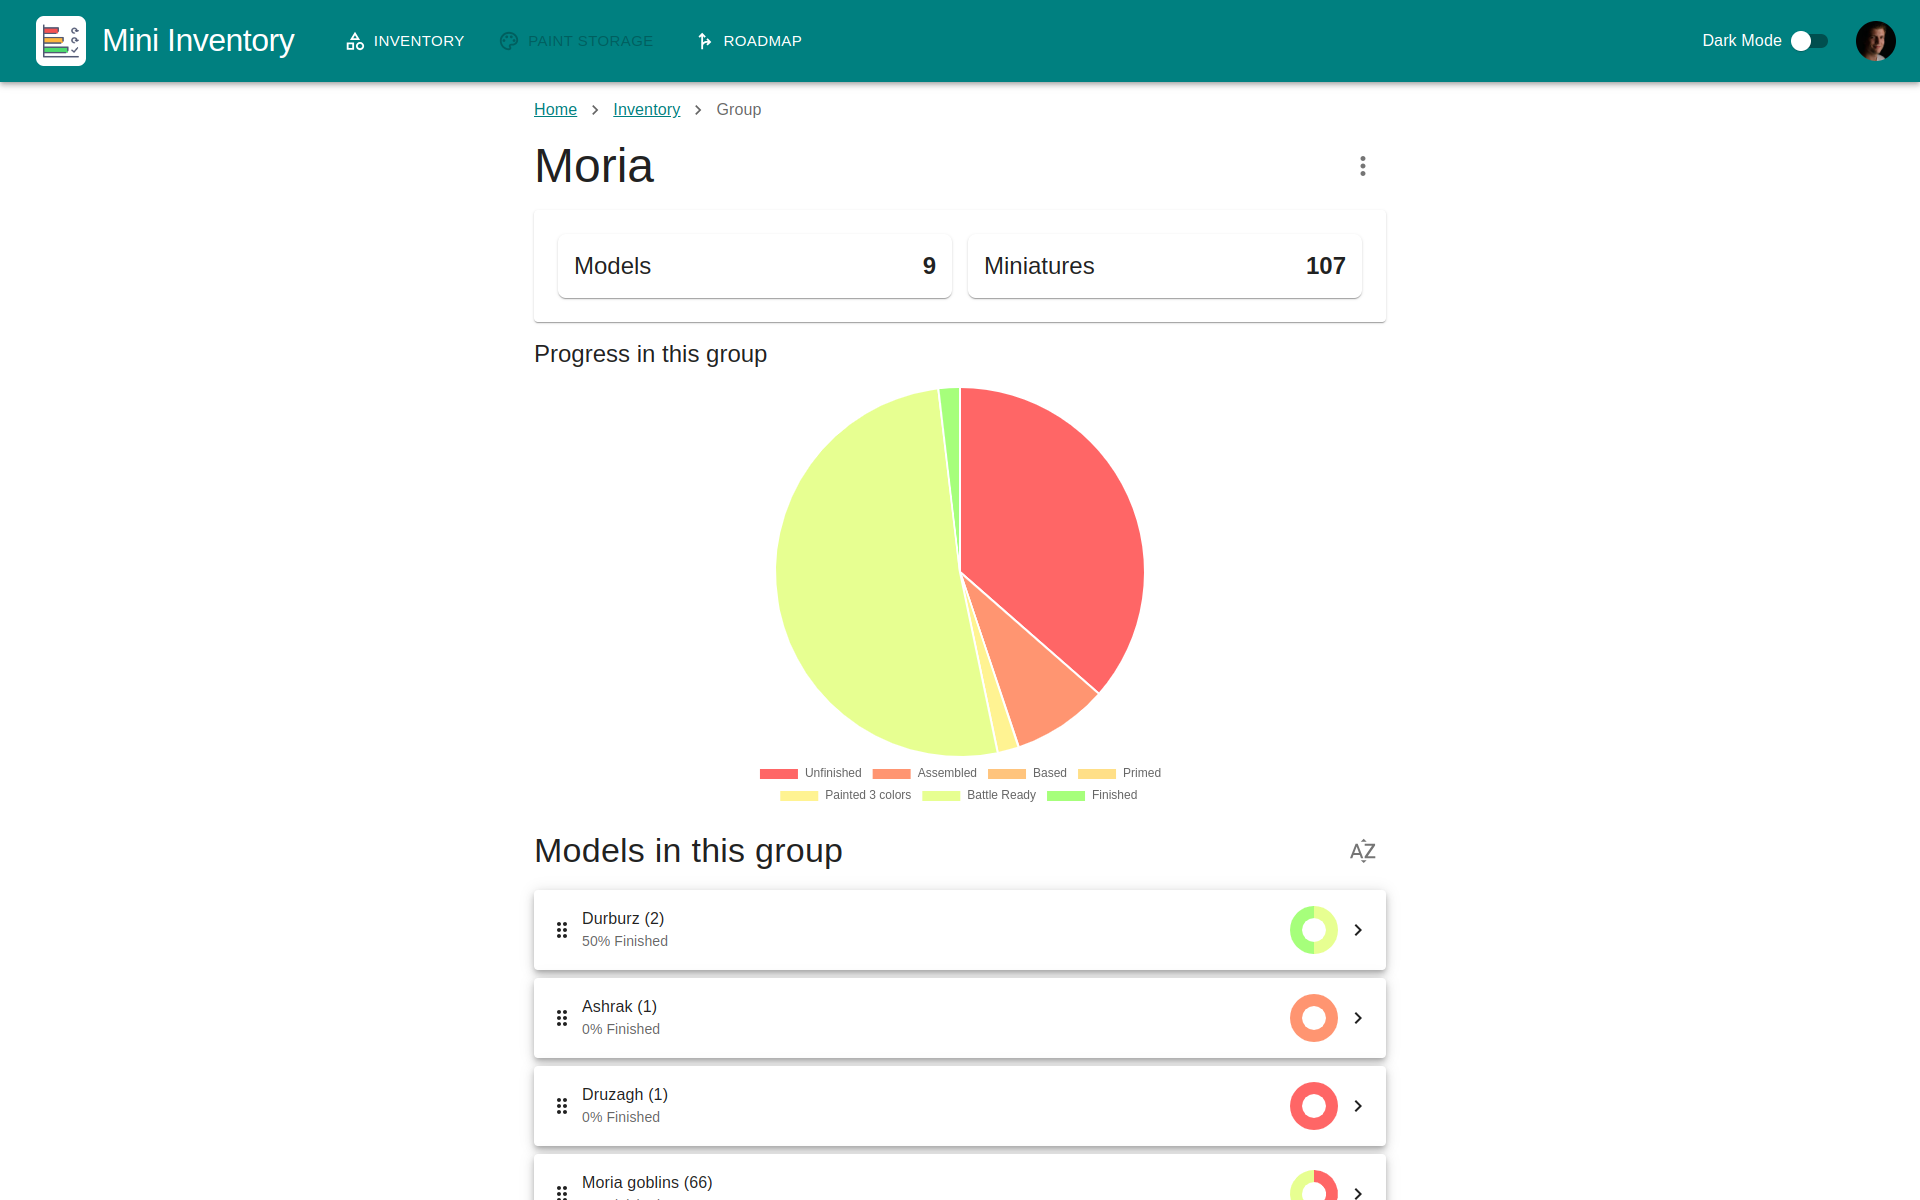 Mini Inventory
INVENTORY
PAINT STORAGE
ROADMAP
Dark Mode
Home
Inventory
Group
Moria
Models 9
Miniatures 107
Progress in this group
Unfinished Assembled Based Primed
Painted 3 colors Battle Ready Finished
Models in this group
AZ
Durburz (2)
50% Finished
Ashrak (1)
0% Finished
Druzagh (1)
0% Finished
Moria goblins (66)